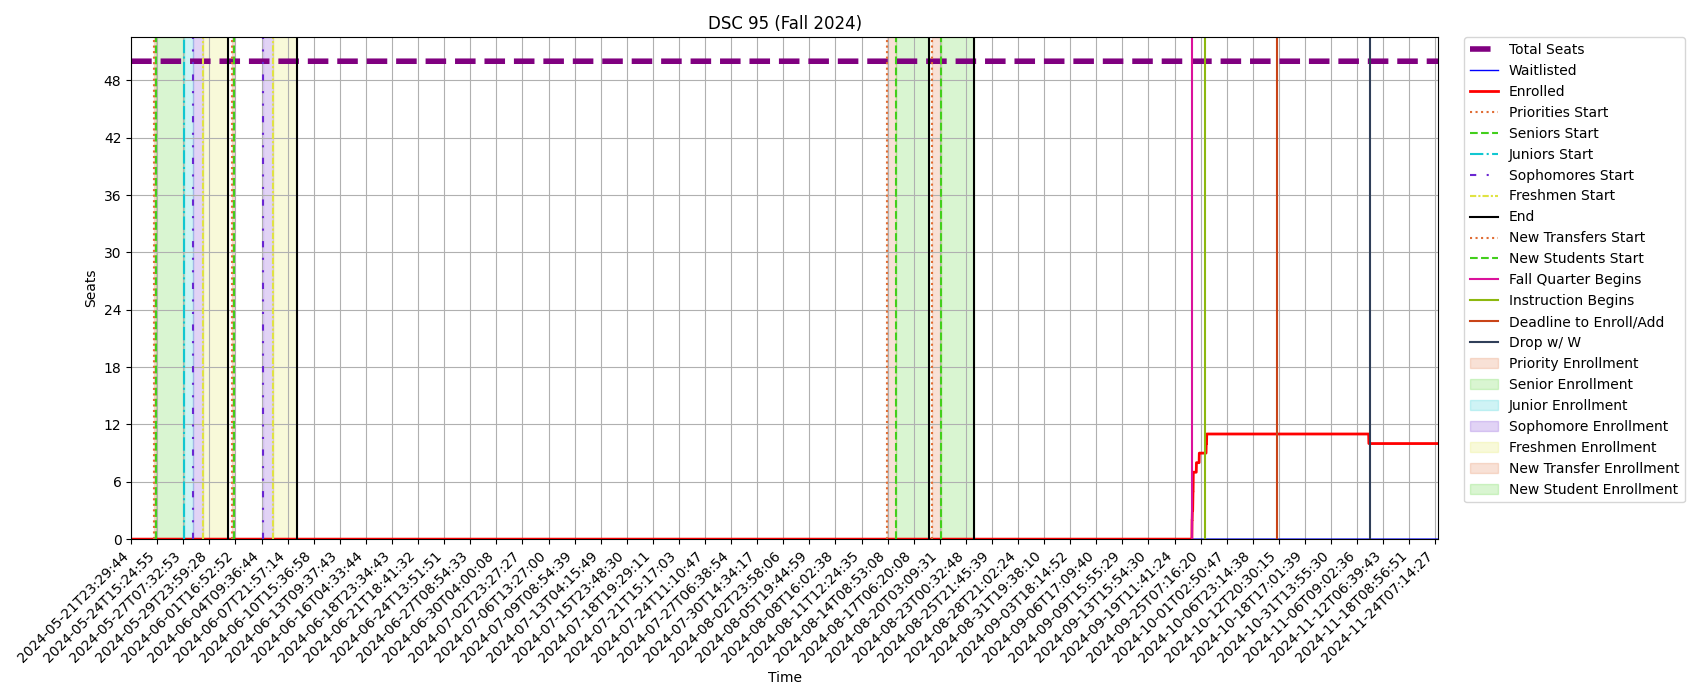 DSC 95 (Fall 2024)
Seats
48
42
36
30
24
18
12
6
0
2024-05-21T23:29:44
2024-05-24T15:24:55
2024-05-27T07:32:53
2024-05-29T23:59:28
2024-06-01T16:52:52
2024-06-04T09:36:44
2024-06-07T21:57:14
2024-06-10T15:36:58
2024-06-13T09:37:43
2024-06-16T04:33:44
2024-06-18T23:34:43
2024-06-21T18:41:32
2024-06-24T13:51:51
2024-06-27T08:54:33
2024-06-30T04:00:08
2024-07-02T23:27:27
2024-07-06T13:27:00
2024-07-09T08:54:39
2024-07-13T04:15:49
2024-07-15T23:48:30
2024-07-18T19:29:11
2024-07-21T15:17:03
2024-07-24T11:10:47
2024-07-27T06:38:54
2024-07-30T14:34:17
2024-08-02T23:58:06
2024-08-05T19:44:59
2024-08-08T16:02:38
2024-08-11T12:24:35
2024-08-14T08:53:08
2024-08-17T06:20:08
2024-08-20T03:09:31
2024-08-23T00:32:48
2024-08-25T21:45:39
2024-08-28T21:02:24
2024-08-31T19:38:10
2024-09-03T18:14:52
2024-09-06T17:09:40
2024-09-09T15:55:29
2024-09-13T15:54:30
2024-09-19T11:41:24
2024-09-25T07:16:20
2024-10-01T02:50:47
2024-10-06T23:14:38
2024-10-12T20:30:15
2024-10-18T17:01:39
2024-10-31T13:55:30
2024-11-06T09:02:36
2024-11-12T06:39:43
2024-11-18T08:56:51
2024-11-24T07:14:27
Time
Total Seats
Waitlisted
Enrolled
Priorities Start
Seniors Start
Juniors Start
Sophomores Start
Freshmen Start
End
New Transfers Start
New Students Start
Fall Quarter Begins
Instruction Begins
Deadline to Enroll/Add
Drop w/ W
Priority Enrollment
Senior Enrollment
Junior Enrollment
Sophomore Enrollment
Freshmen Enrollment
New Transfer Enrollment
New Student Enrollment